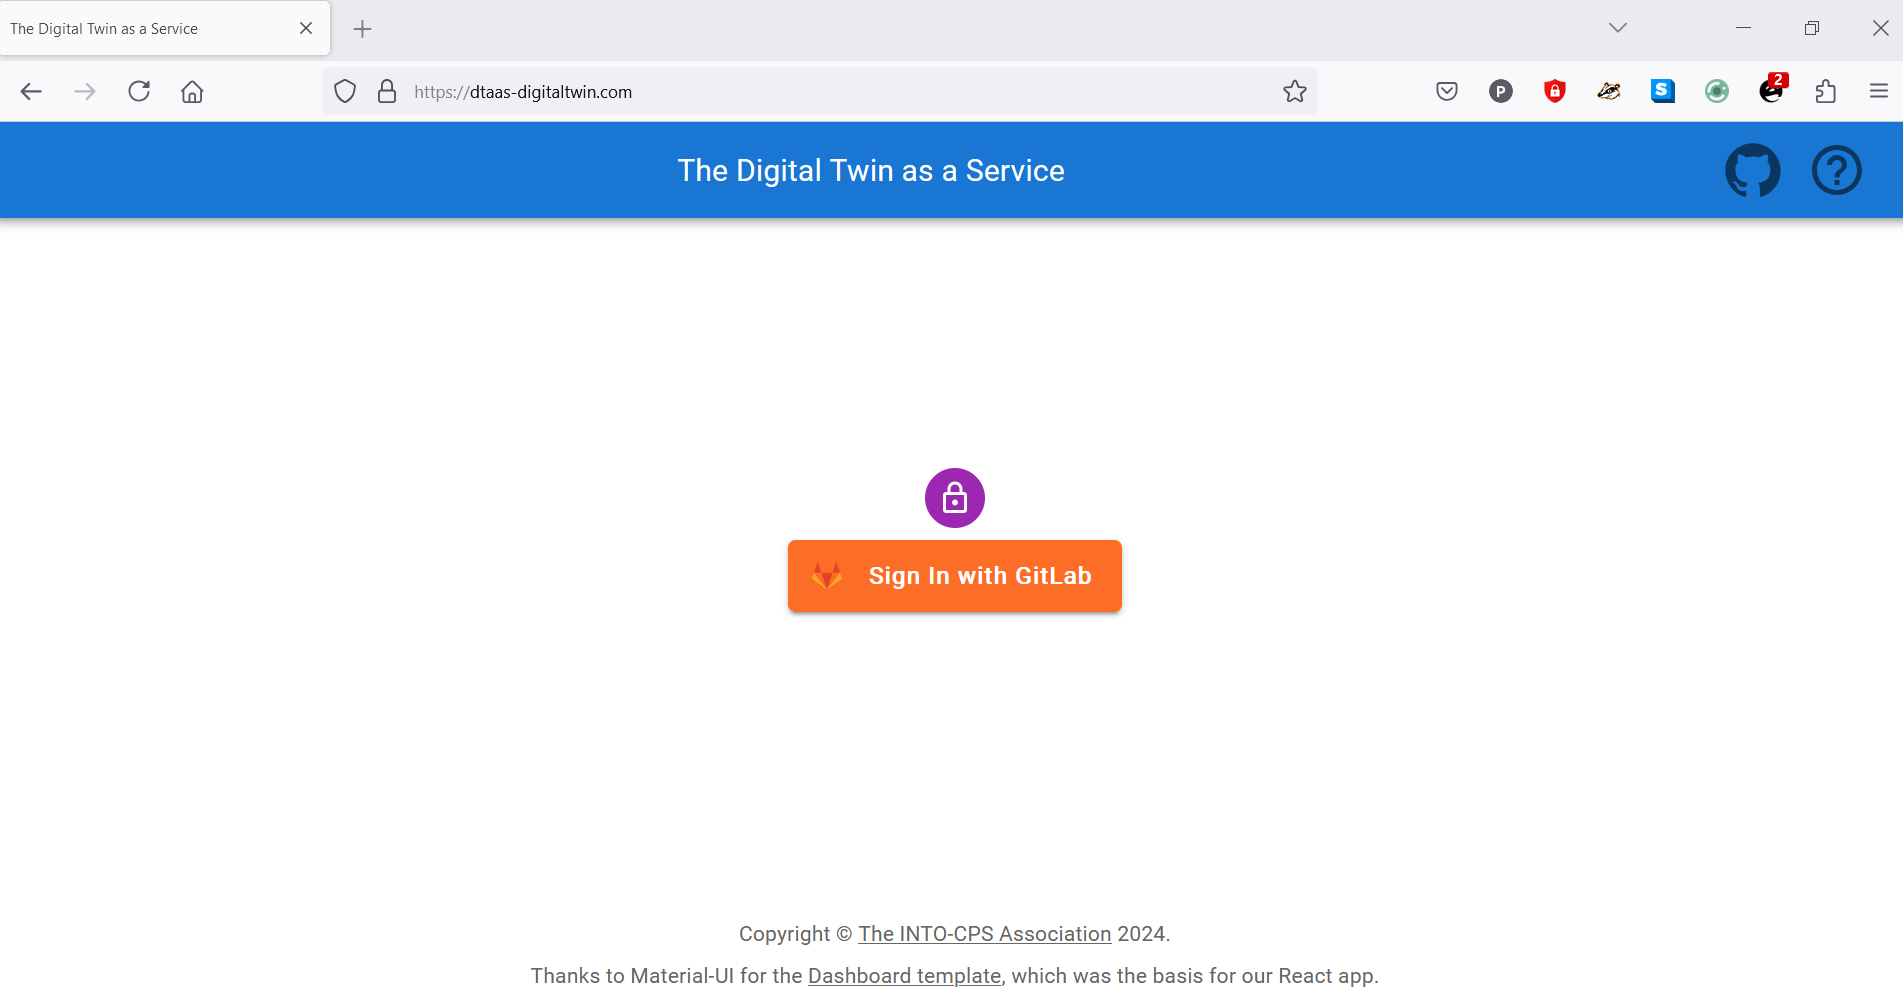 The Digital Twin as a Service
https://dtaas-digitaltwin.com
P
S
2
The Digital Twin as a Service
Sign In with GitLab
Copyright © The INTO-CPS Association 2024.
Thanks to Material-UI for the Dashboard template, which was the basis for our React app.